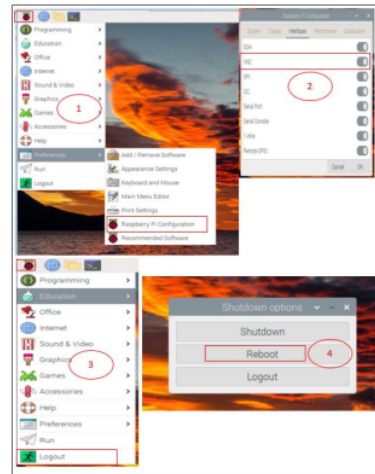 Programming
Education
Office
Internet
Sound & Video
Graphics
Games
Accessories
Help
Preferences
Run
Logout
1
Add / Remove Software
Appearance Settings
Keyboard and Mouse
Main Menu Editor
Print Settings
Raspberry Pi Configuration
Recommended Software
Raspberry Pi Configuration
System Display Interfaces Performance Localisation
SSH:
VNC:
SPI:
I2C:
Serial Port:
Serial Console:
1-Wire:
Remote GPIO:
2
Cancel OK
Programming
Education
Office
Internet
Sound & Video
Graphics
Games
Accessories
Help
Preferences
Run
Logout
3
Shutdown options
Shutdown
Reboot
Logout
4